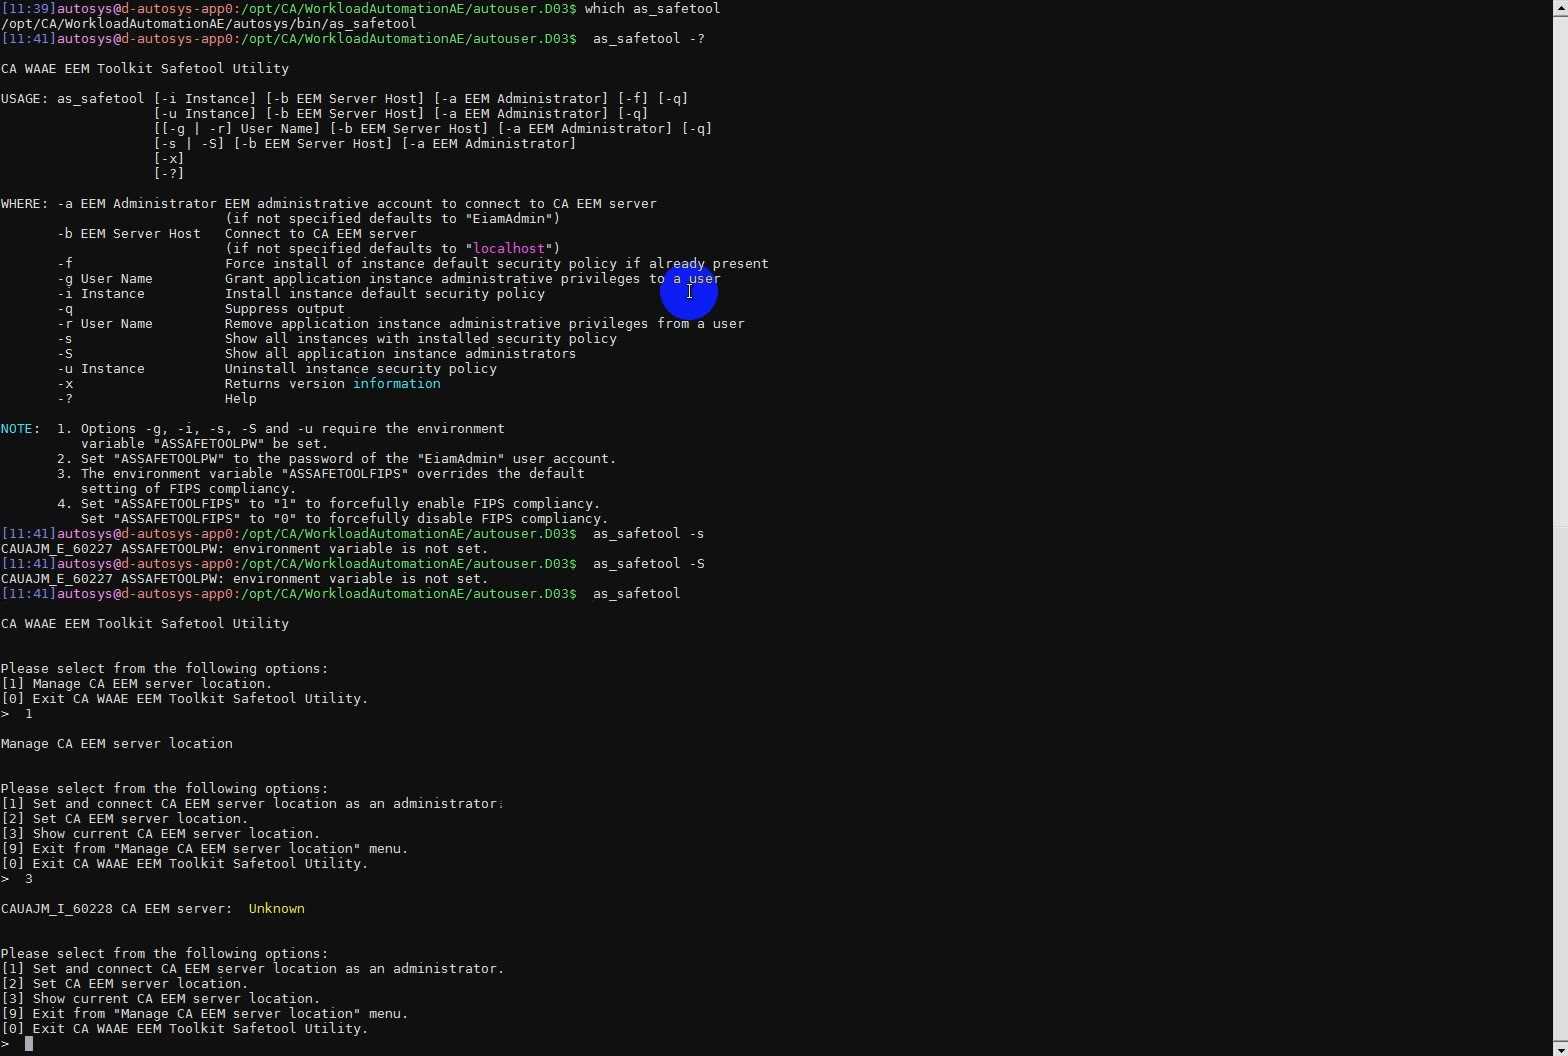 [11:39]autosys@d-autosys-app0:/opt/CA/WorkloadAutomationAE/autouser.D03$ which as_safetool
/opt/CA/WorkloadAutomationAE/autosys/bin/as_safetool
[11:41]autosys@d-autosys-app0:/opt/CA/WorkloadAutomationAE/autouser.D03$  as_safetool -?
CA WAAE EEM Toolkit Safetool Utility
USAGE: as_safetool [-i Instance] [-b EEM Server Host] [-a EEM Administrator] [-f] [-q]
[-u Instance] [-b EEM Server Host] [-a EEM Administrator] [-q]
[[-g | -r] User Name] [-b EEM Server Host] [-a EEM Administrator] [-q]
[-s | -S] [-b EEM Server Host] [-a EEM Administrator]
[-x]
[-?]
WHERE: -a EEM Administrator EEM administrative account to connect to CA EEM server
(if not specified defaults to "EiamAdmin")
-b EEM Server Host   Connect to CA EEM server
(if not specified defaults to "localhost")
-f                   Force install of instance default security policy if already present
-g User Name         Grant application instance administrative privileges to a user
-i Instance          Install instance default security policy
-q                   Suppress output
-r User Name         Remove application instance administrative privileges from a user
-s                   Show all instances with installed security policy
-S                   Show all application instance administrators
-u Instance          Uninstall instance security policy
-x                   Returns version information
-?                   Help
NOTE:  1. Options -g, -i, -s, -S and -u require the environment
variable "ASSAFETOOLPW" be set.
2. Set "ASSAFETOOLPW" to the password of the "EiamAdmin" user account.
3. The environment variable "ASSAFETOOLFIPS" overrides the default
setting of FIPS compliancy.
4. Set "ASSAFETOOLFIPS" to "1" to forcefully enable FIPS compliancy.
Set "ASSAFETOOLFIPS" to "0" to forcefully disable FIPS compliancy.
[11:41]autosys@d-autosys-app0:/opt/CA/WorkloadAutomationAE/autouser.D03$  as_safetool -s
CAUAJM_E_60227 ASSAFETOOLPW: environment variable is not set.
[11:41]autosys@d-autosys-app0:/opt/CA/WorkloadAutomationAE/autouser.D03$  as_safetool -S
CAUAJM_E_60227 ASSAFETOOLPW: environment variable is not set.
[11:41]autosys@d-autosys-app0:/opt/CA/WorkloadAutomationAE/autouser.D03$  as_safetool
CA WAAE EEM Toolkit Safetool Utility
Please select from the following options:
[1] Manage CA EEM server location.
[0] Exit CA WAAE EEM Toolkit Safetool Utility.
>  1
Manage CA EEM server location
Please select from the following options:
[1] Set and connect CA EEM server location as an administrator.
[2] Set CA EEM server location.
[3] Show current CA EEM server location.
[9] Exit from "Manage CA EEM server location" menu.
[0] Exit CA WAAE EEM Toolkit Safetool Utility.
>  3
CAUAJM_I_60228 CA EEM server:  Unknown
Please select from the following options:
[1] Set and connect CA EEM server location as an administrator.
[2] Set CA EEM server location.
[3] Show current CA EEM server location.
[9] Exit from "Manage CA EEM server location" menu.
[0] Exit CA WAAE EEM Toolkit Safetool Utility.
>